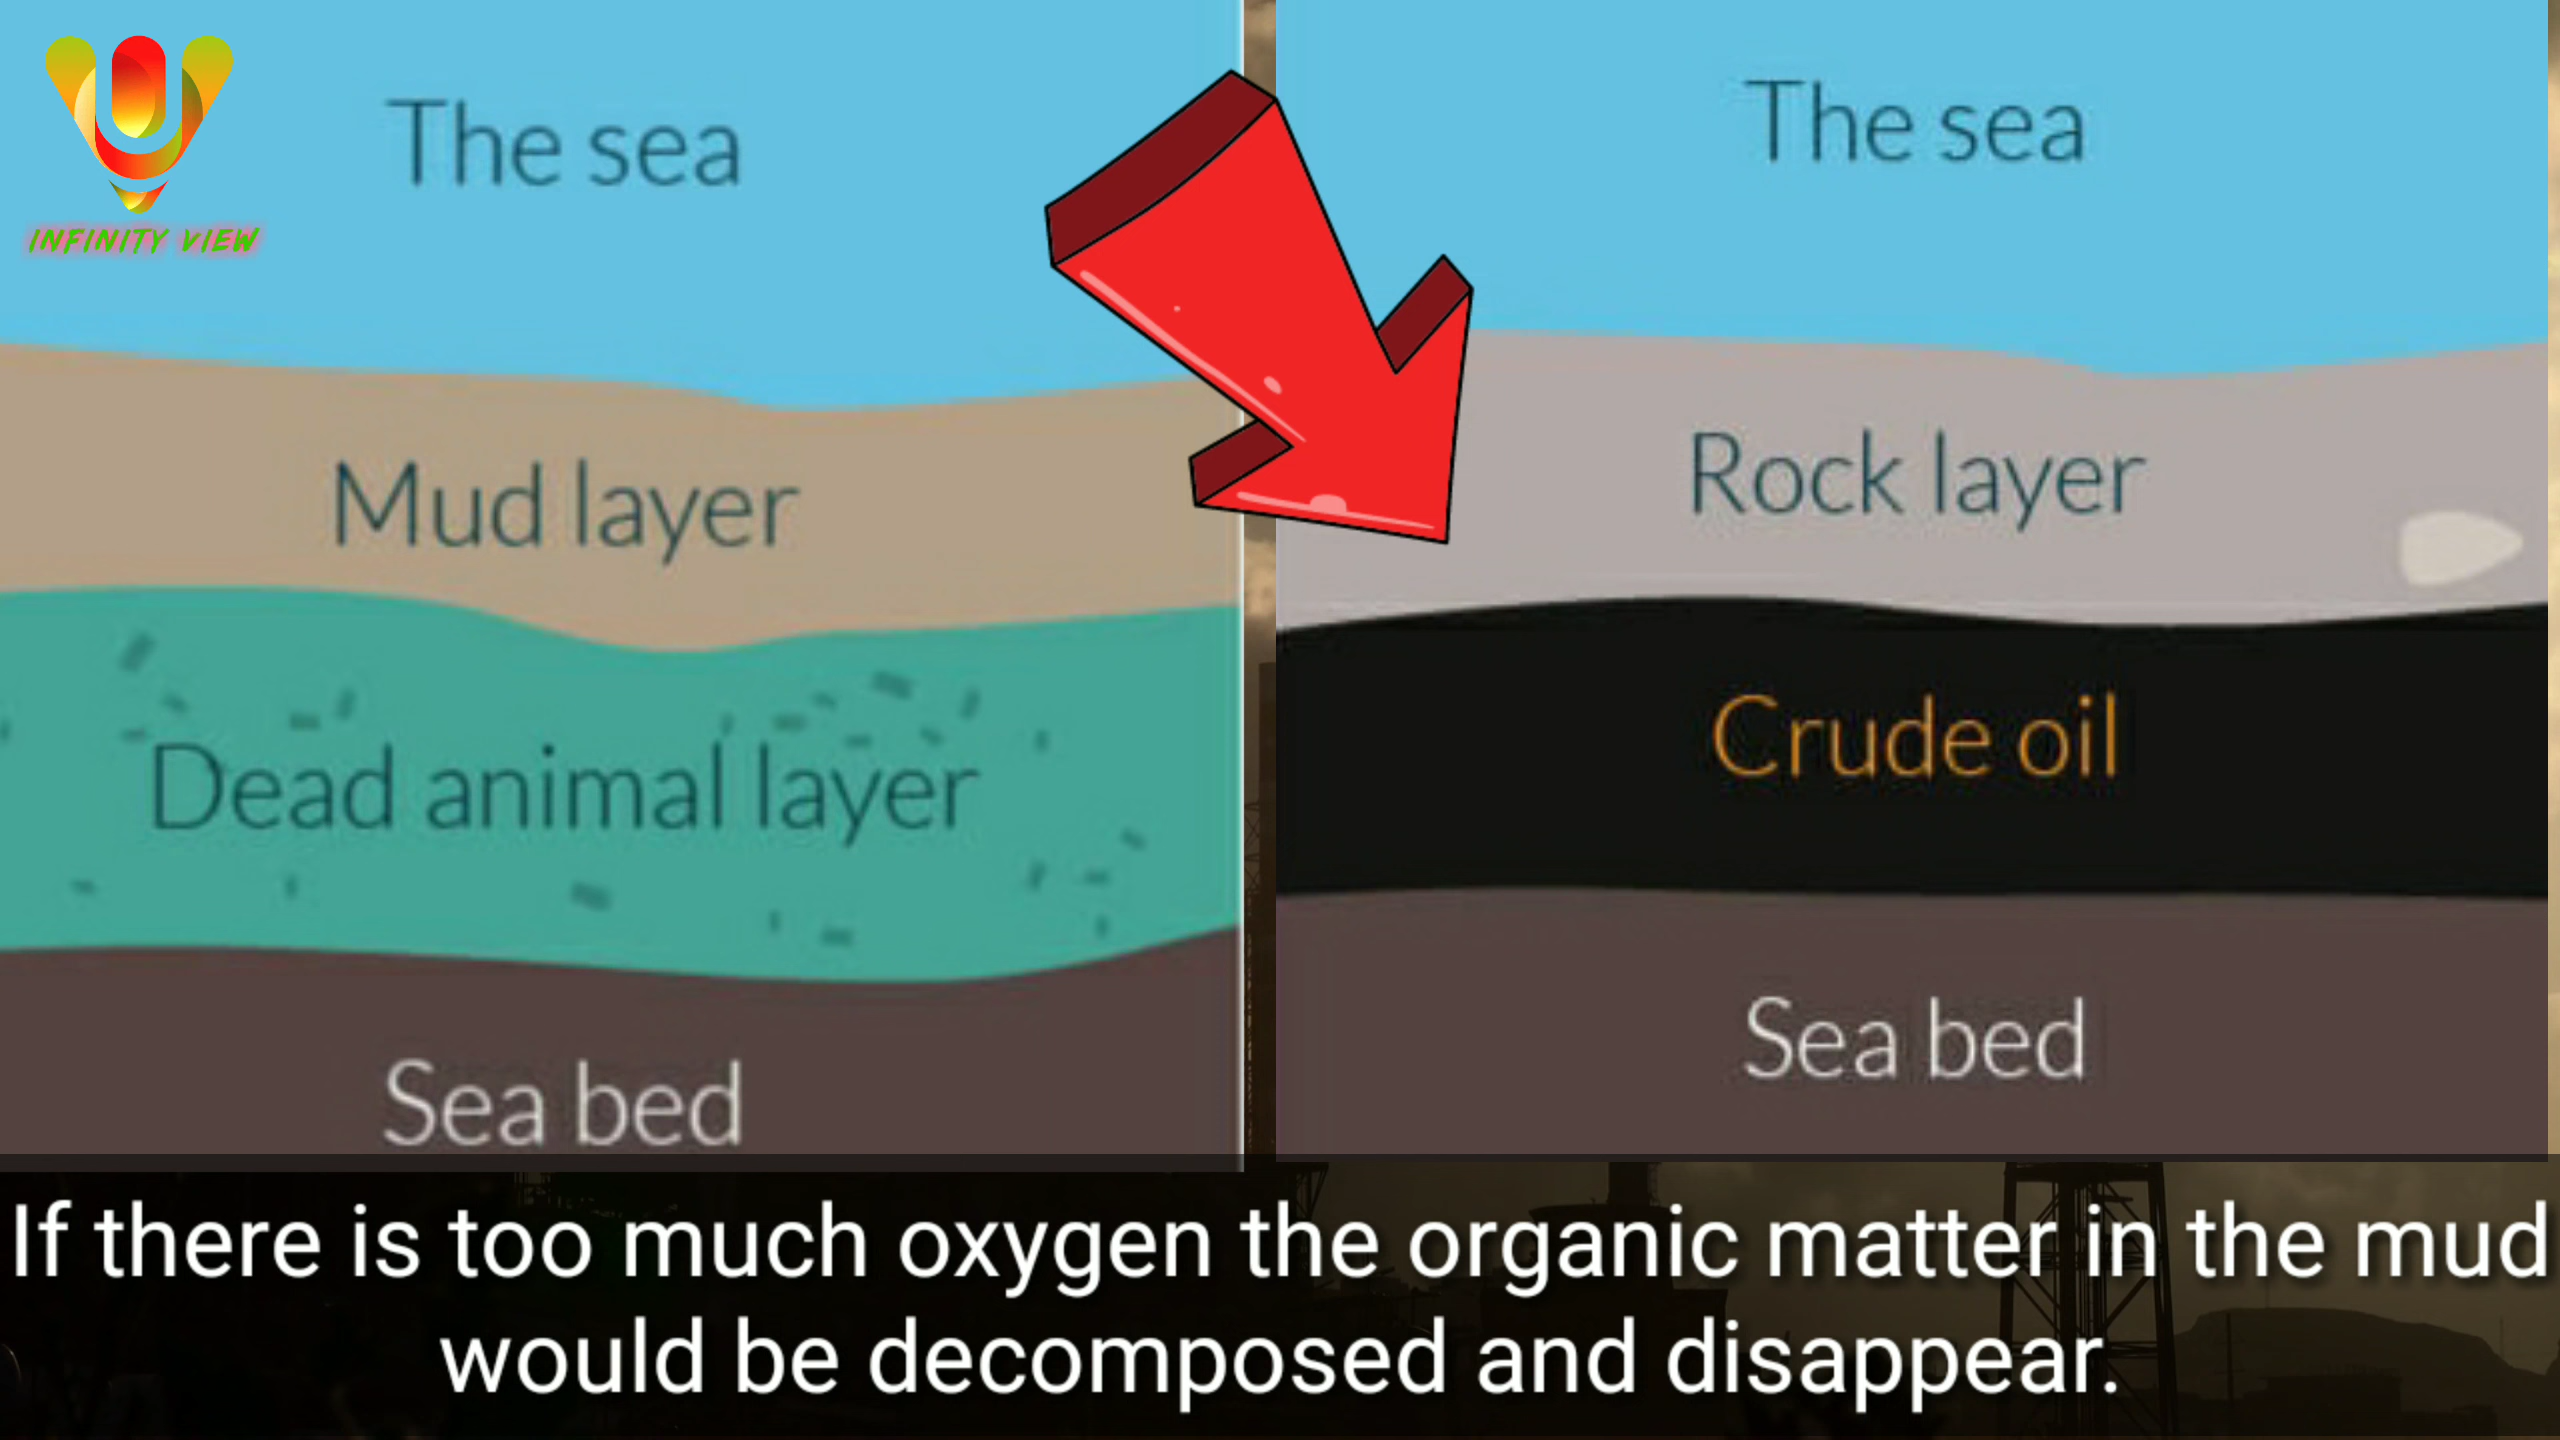 INFINITY VIEW
The sea
Mud layer
Dead animal layer
Sea bed
The sea
Rock layer
Crude oil
Sea bed
If there is too much oxygen the organic matter in the mud
would be decomposed and disappear.